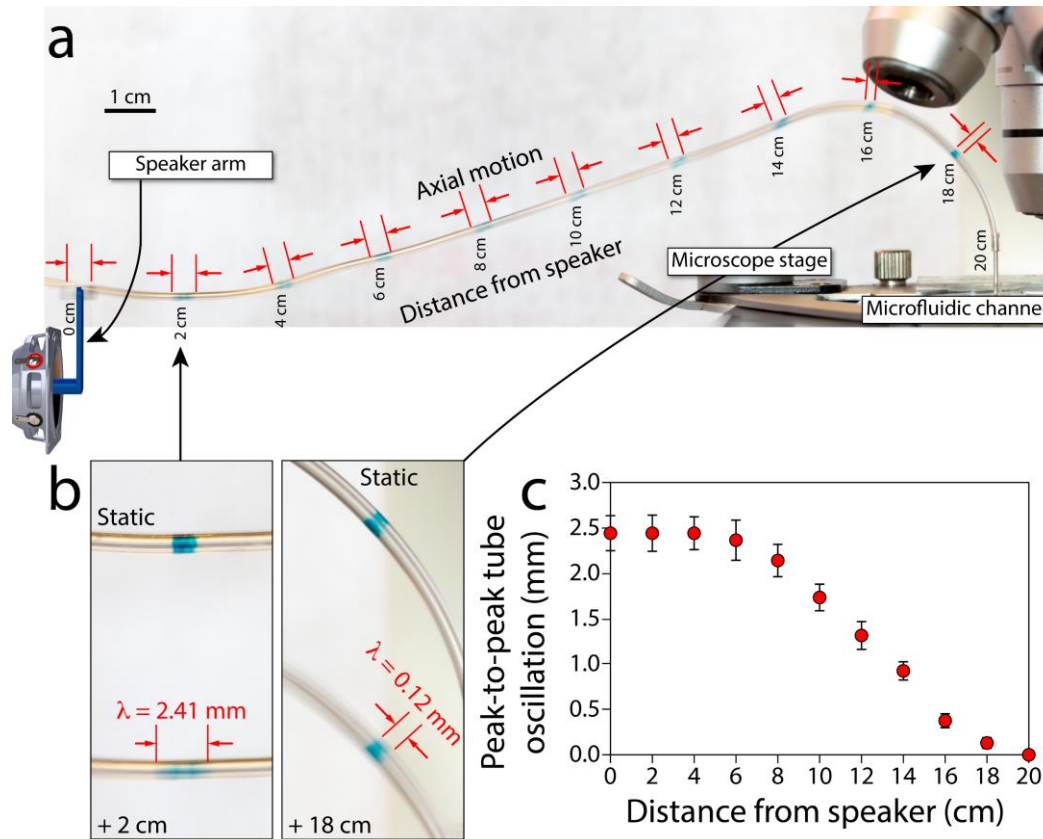 a
1 cm
Speaker arm
Axial motion
Distance from speaker
0 cm
2 cm
4 cm
6 cm
8 cm
10 cm
12 cm
14 cm
16 cm
18 cm
20 cm
Microscope stage
Microfluidic channel
b
Static
λ = 2.41 mm
+ 2 cm
Static
λ = 0.12 mm
+ 18 cm
c
Peak-to-peak tube
oscillation (mm)
3.0
2.5
2.0
1.5
1.0
0.5
0.0
0 2 4 6 8 10 12 14 16 18 20
Distance from speaker (cm)